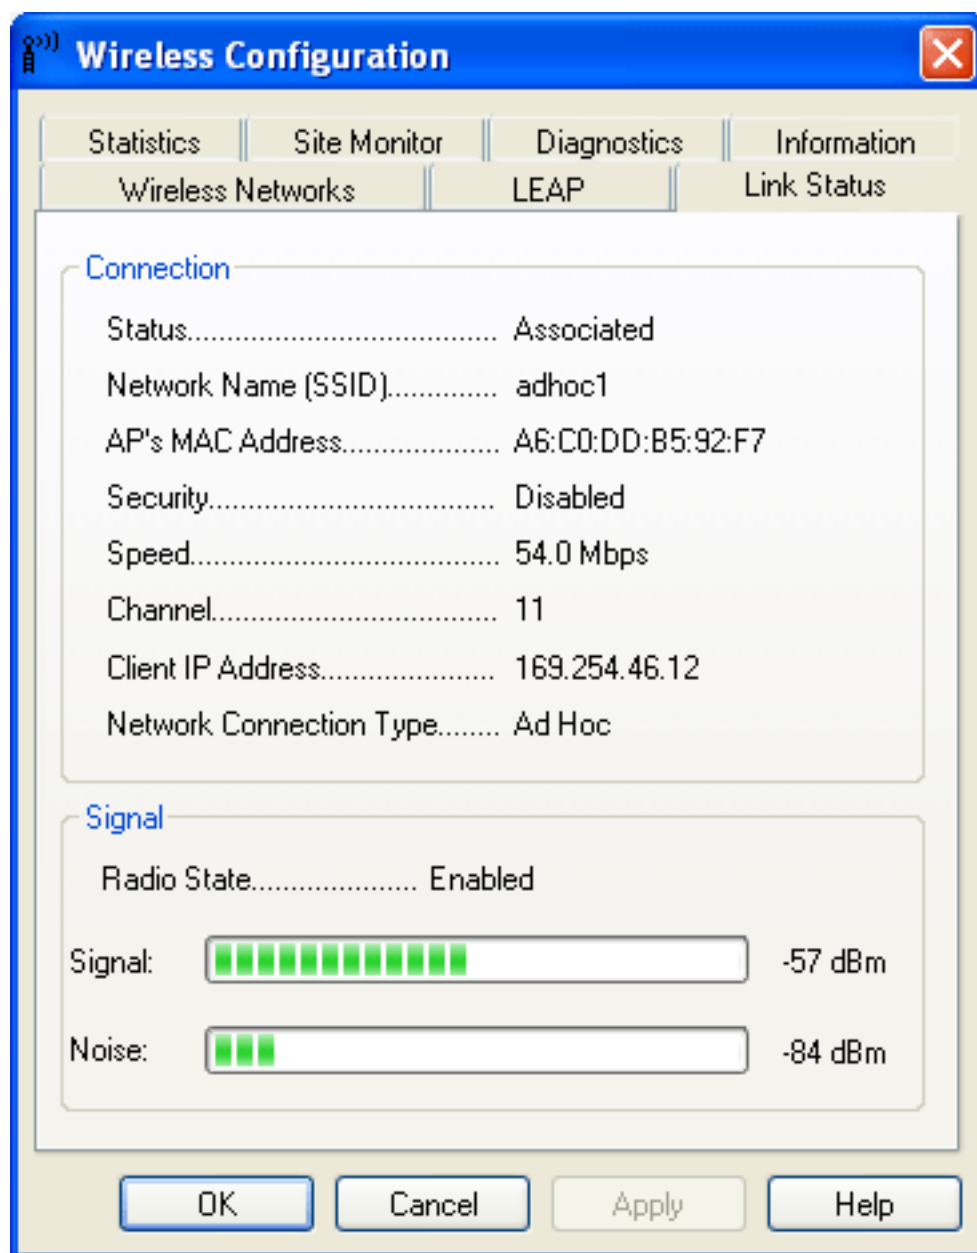 Wireless Configuration
Statistics Site Monitor Diagnostics Information
Wireless Networks LEAP Link Status
Connection
Status.................................... Associated
Network Name (SSID)............. adhoc1
AP's MAC Address.................. A6:C0:DD:B5:92:F7
Security................................. Disabled
Speed.................................... 54.0 Mbps
Channel................................. 11
Client IP Address.................... 169.254.46.12
Network Connection Type....... Ad Hoc
Signal
Radio State.................... Enabled
Signal: -57 dBm
Noise: -84 dBm
OK Cancel Apply Help